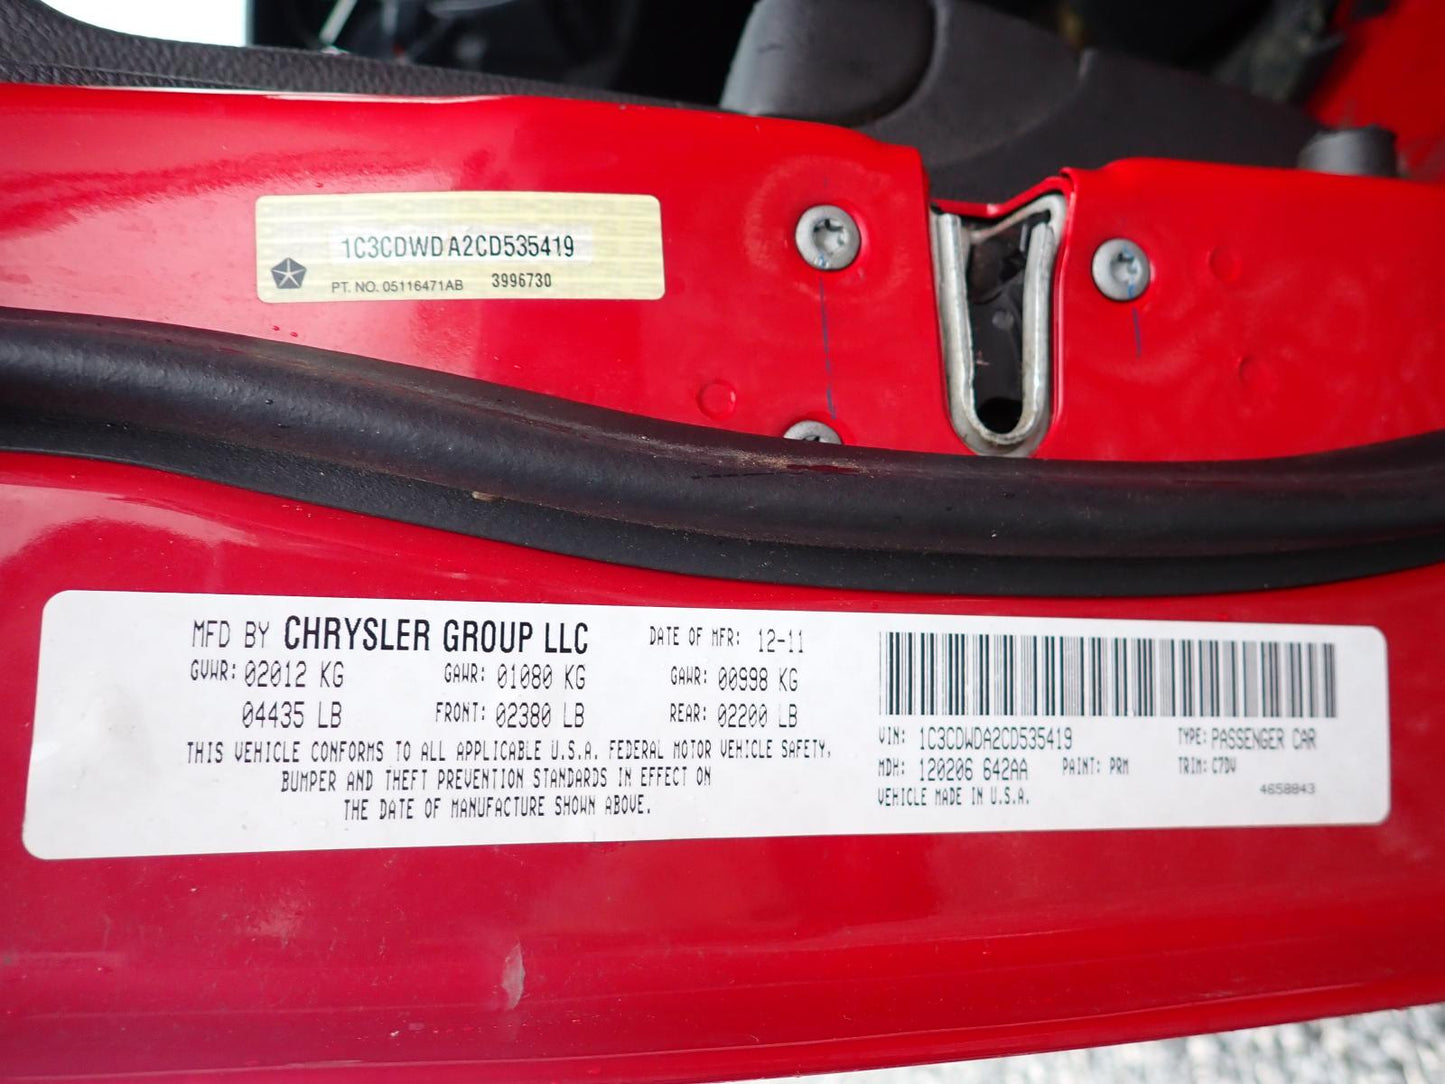 1C3CDWDA2CD535419
PT. NO. 05116471AB 3996730
MFD BY CHRYSLER GROUP LLC DATE OF MFR: 12-11
GVWR: 02012 KG GAWR: 01080 KG GAWR: 00998 KG
04435 LB FRONT: 02380 LB REAR: 02200 LB
THIS VEHICLE CONFORMS TO ALL APPLICABLE U.S.A. FEDERAL MOTOR VEHICLE SAFETY,
BUMPER AND THEFT PREVENTION STANDARDS IN EFFECT ON
THE DATE OF MANUFACTURE SHOWN ABOVE.
VIN: 1C3CDWDA2CD535419 TYPE: PASSENGER CAR
MDH: 120206 642AA PAINT: PRM TRIM: C7DV
VEHICLE MADE IN U.S.A. 4658843